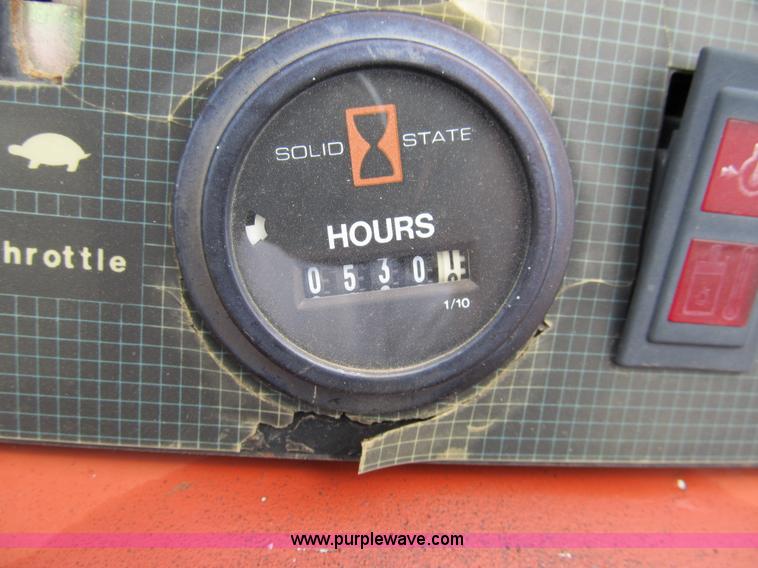 SOLID STATE
HOURS
hrottle
0530
1/10
www.purplewave.com